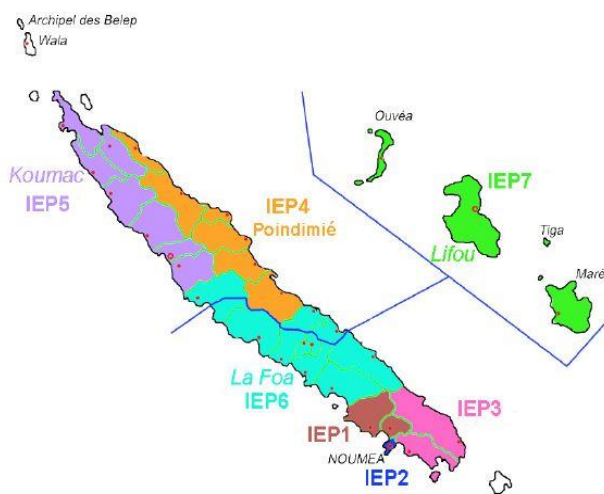 Archipel des Belep
Wala
Ouvéa
Koumac
IEP5
IEP4
Poindimié
IEP7
Lifou
Tiga
Maré
La Foa
IEP6
IEP3
IEP1
NOUMEA
IEP2